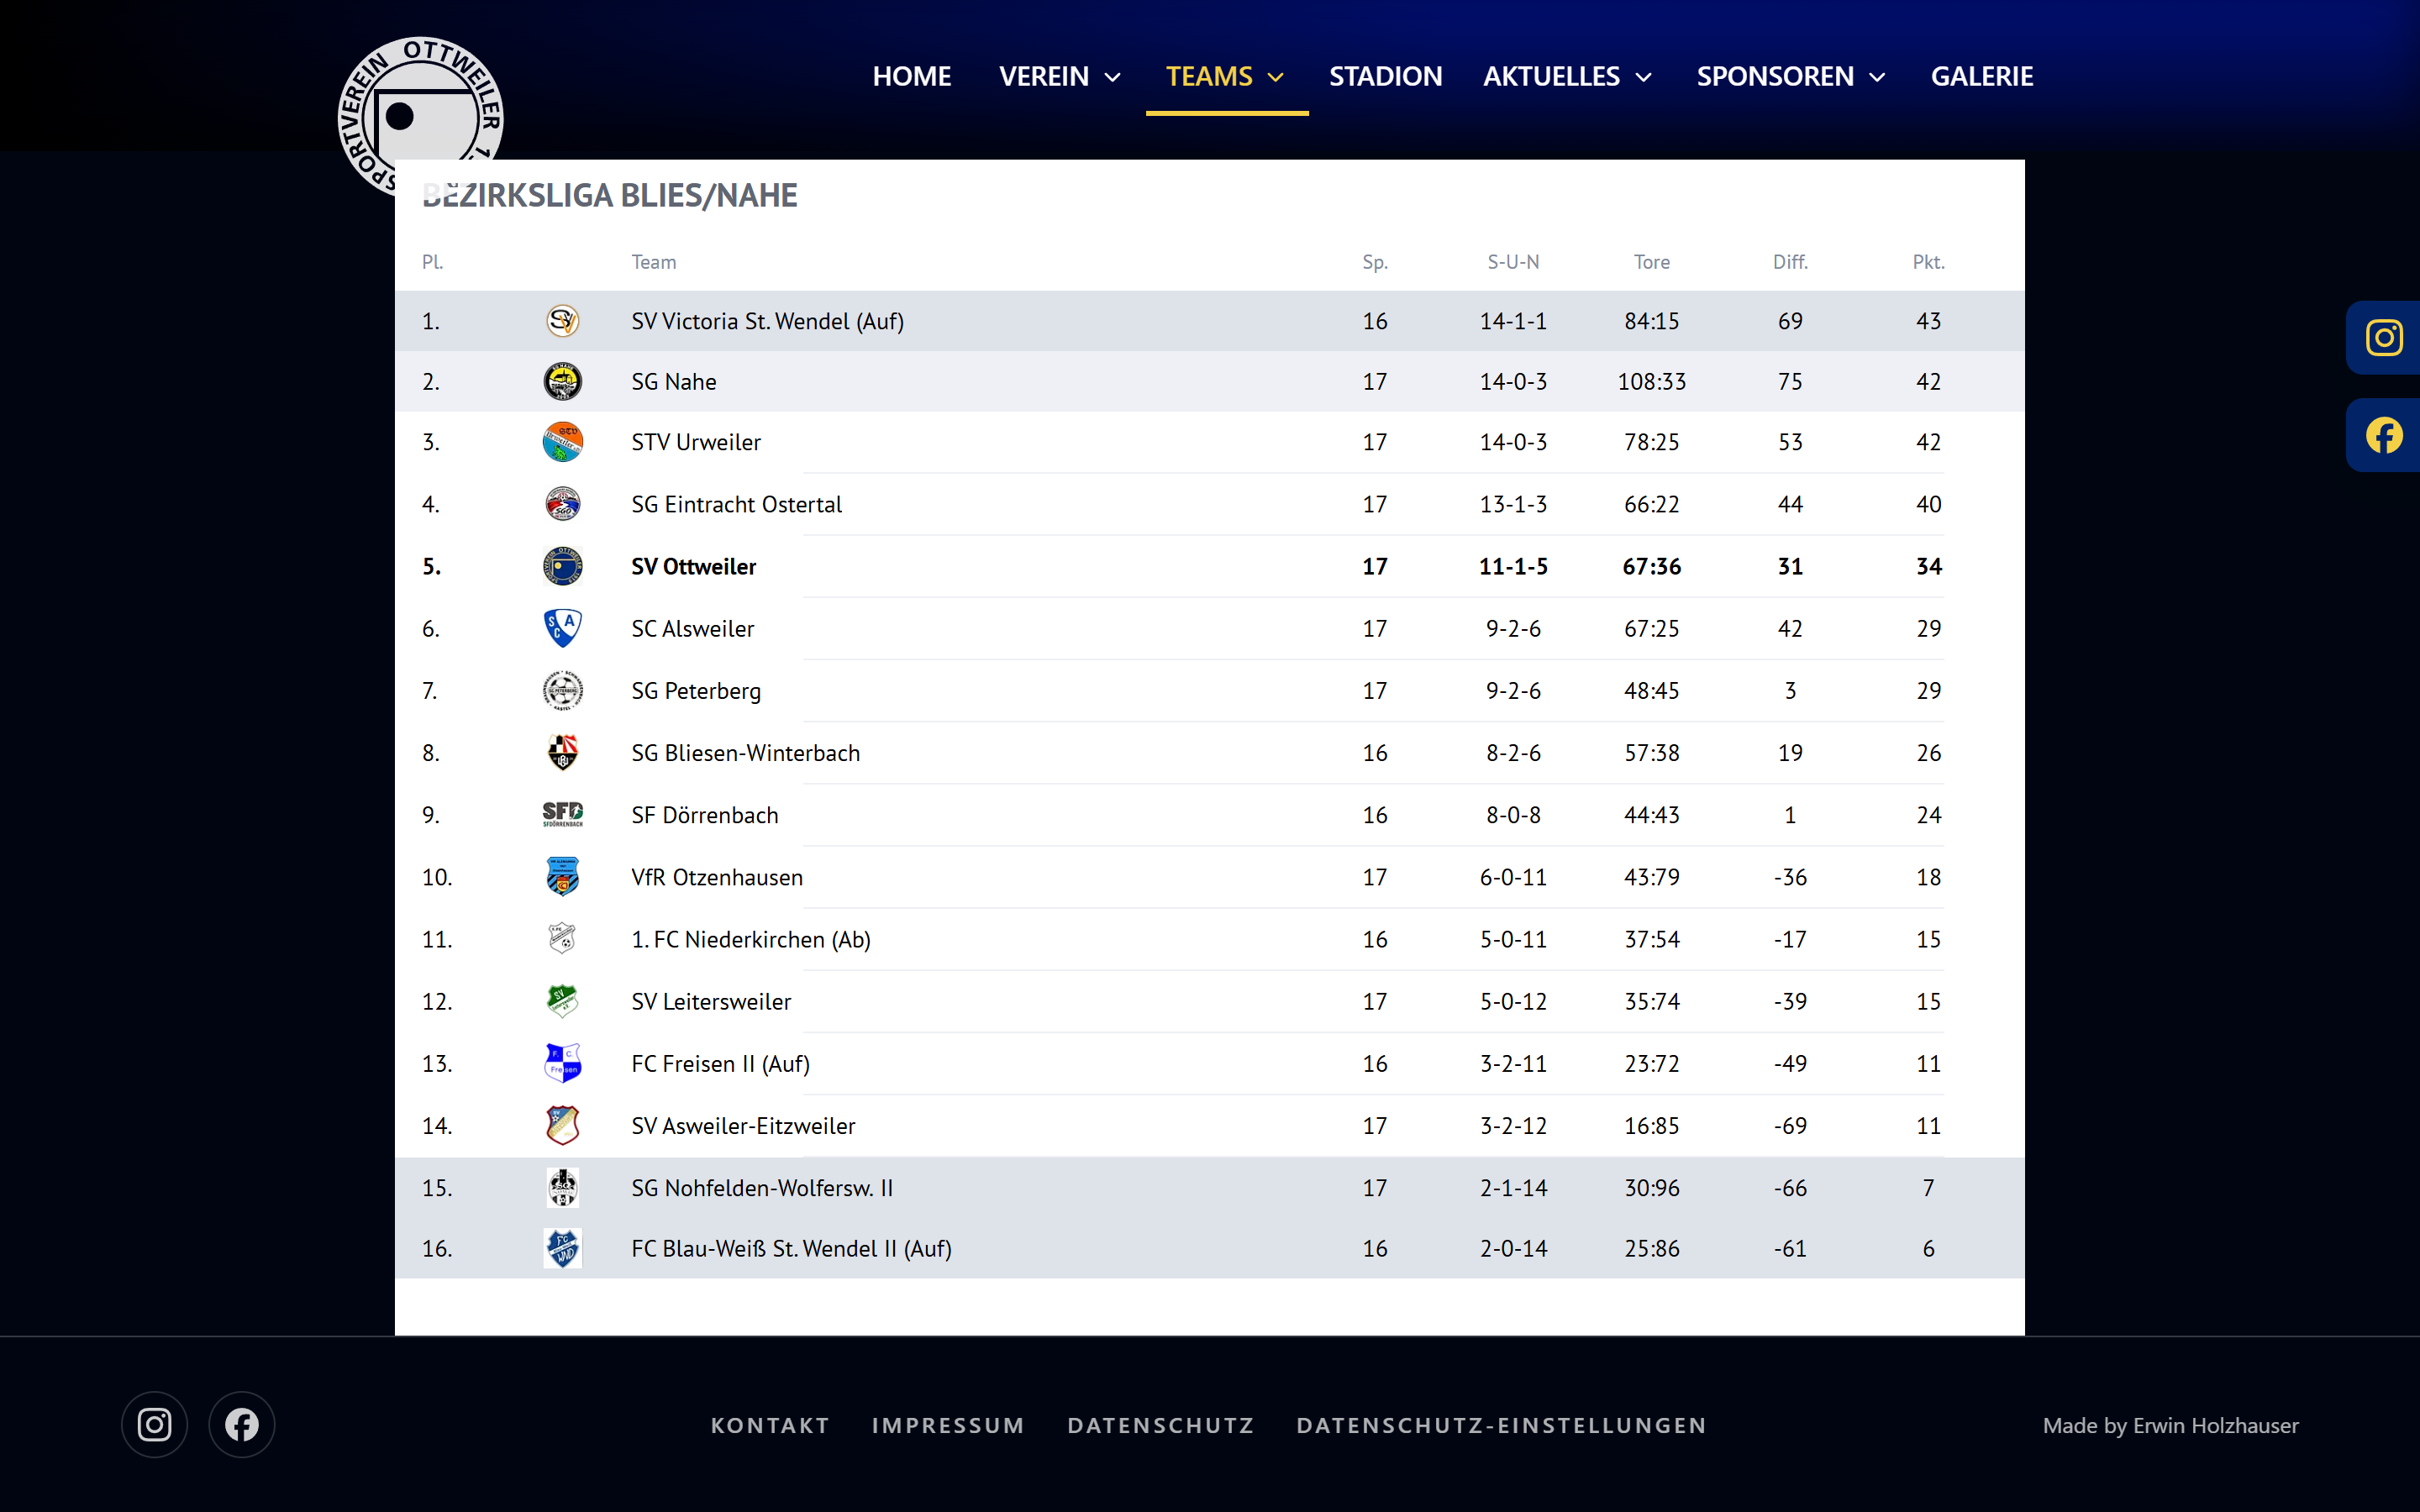 SPORTVEREIN OTTWEILER
HOME VEREIN TEAMS STADION AKTUELLES SPONSOREN GALERIE
BEZIRKSLIGA BLIES/NAHE
Pl. Team Sp. S-U-N Tore Diff. Pkt.
1. SV Victoria St. Wendel (Auf) 16 14-1-1 84:15 69 43
2. SG Nahe 17 14-0-3 108:33 75 42
3. STV Urweiler 17 14-0-3 78:25 53 42
4. SG Eintracht Ostertal 17 13-1-3 66:22 44 40
5. SV Ottweiler 17 11-1-5 67:36 31 34
6. SC Alsweiler 17 9-2-6 67:25 42 29
7. SG Peterberg 17 9-2-6 48:45 3 29
8. SG Bliesen-Winterbach 16 8-2-6 57:38 19 26
9. SFD SF Dörrenbach 16 8-0-8 44:43 1 24
10. VfR Otzenhausen 17 6-0-11 43:79 -36 18
11. 1. FC Niederkirchen (Ab) 16 5-0-11 37:54 -17 15
12. SV Leitersweiler 17 5-0-12 35:74 -39 15
13. FC Freisen II (Auf) 16 3-2-11 23:72 -49 11
14. SV Asweiler-Eitzweiler 17 3-2-12 16:85 -69 11
15. SG Nohfelden-Wolfersw. II 17 2-1-14 30:96 -66 7
16. FC Blau-Weiß St. Wendel II (Auf) 16 2-0-14 25:86 -61 6
KONTAKT IMPRESSUM DATENSCHUTZ DATENSCHUTZ-EINSTELLUNGEN Made by Erwin Holzhauser